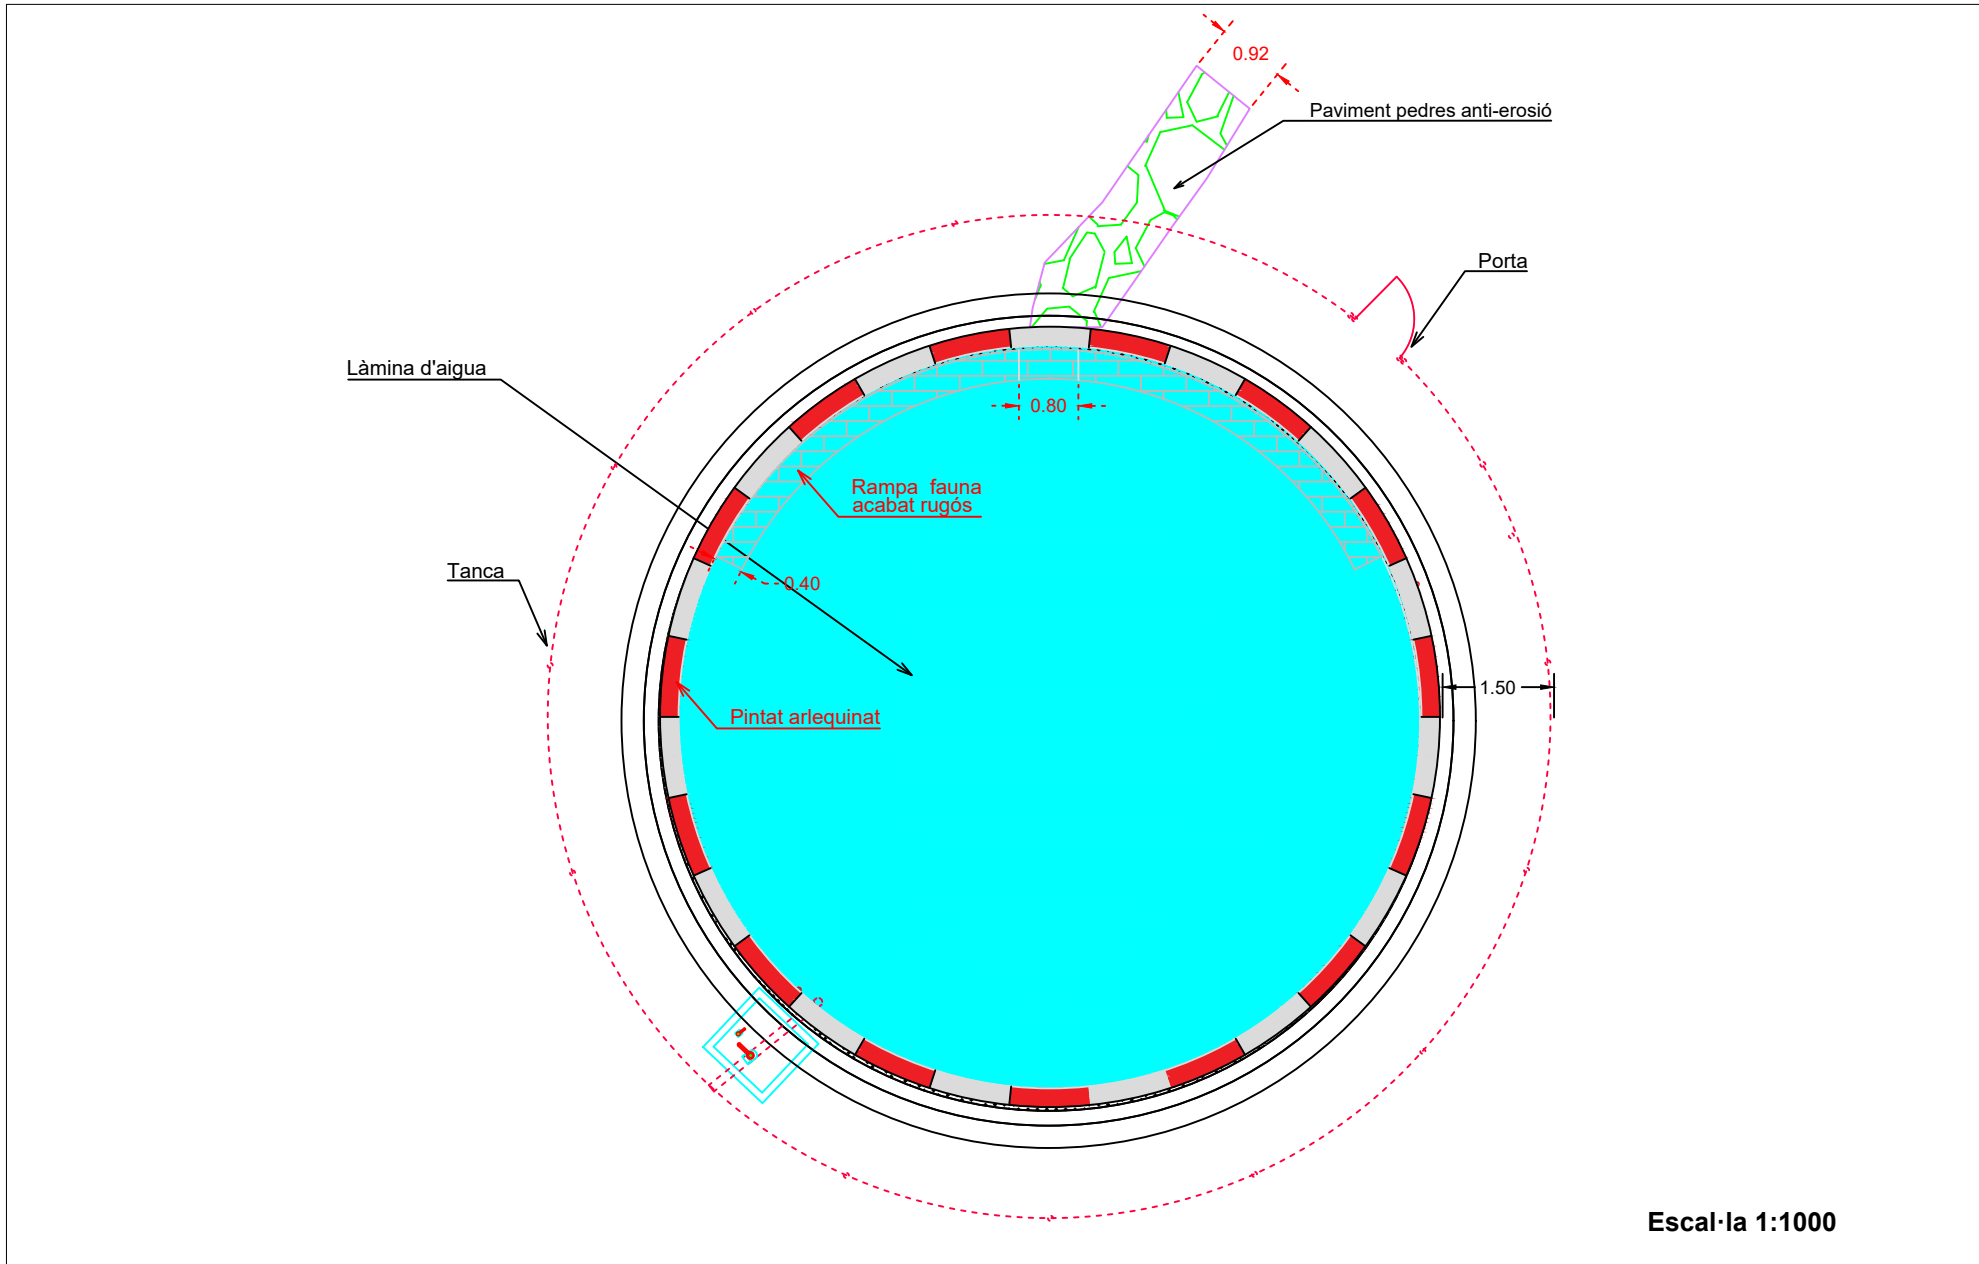 0.92
Paviment pedres anti-erosió
Porta
Làmina d'aigua
0.80
Rampa fauna
acabat rugós
Tanca
0.40
1.50
Pintat arlequinat
Escal·la 1:1000